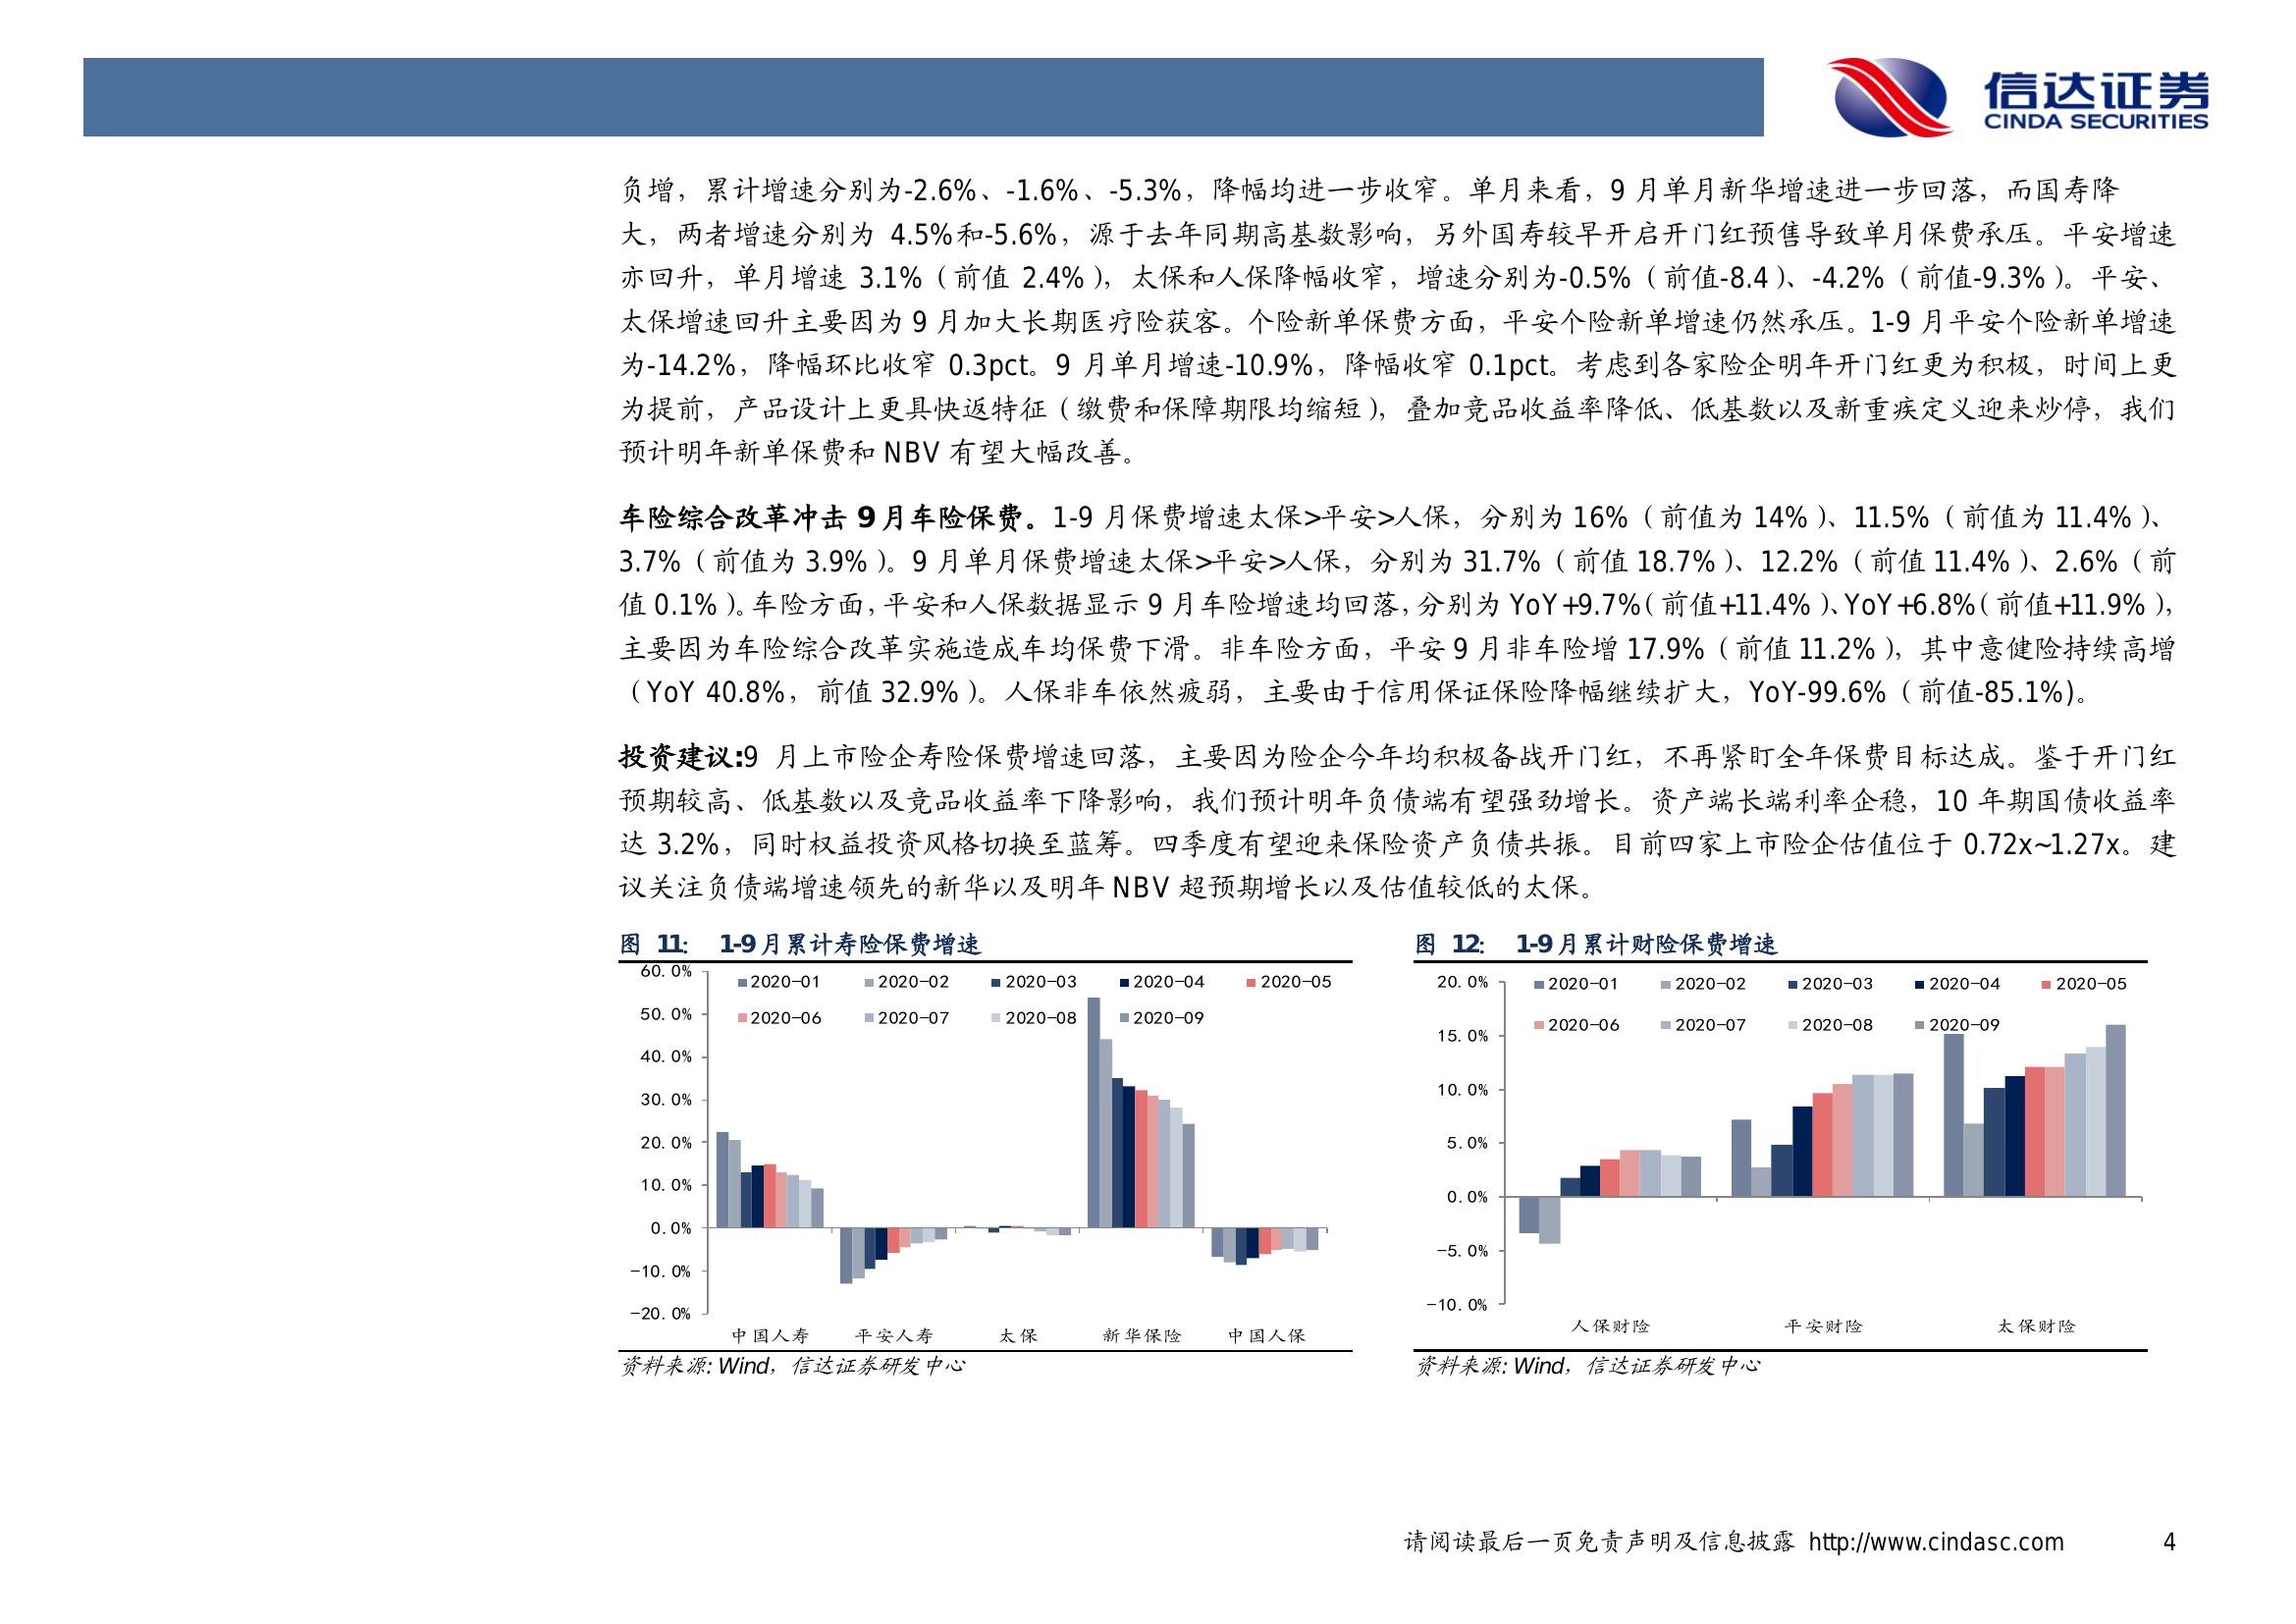 信达证券
CINDA SECURITIES
负增，累计增速分别为-2.6%、-1.6%、-5.3%，降幅均进一步收窄。单月来看，9 月单月新华增速进一步回落，而国寿降
大，两者增速分别为 4.5%和-5.6%，源于去年同期高基数影响，另外国寿较早开启开门红预售导致单月保费承压。平安增速
亦回升，单月增速 3.1%（前值 2.4%），太保和人保降幅收窄，增速分别为-0.5%（前值-8.4）、-4.2%（前值-9.3%）。平安、
太保增速回升主要因为 9 月加大长期医疗险获客。个险新单保费方面，平安个险新单增速仍然承压。1-9 月平安个险新单增速
为-14.2%，降幅环比收窄 0.3pct。9 月单月增速-10.9%，降幅收窄 0.1pct。考虑到各家险企明年开门红更为积极，时间上更
为提前，产品设计上更具快返特征（缴费和保障期限均缩短），叠加竞品收益率降低、低基数以及新重疾定义迎来炒停，我们
预计明年新单保费和 NBV 有望大幅改善。
车险综合改革冲击 9 月车险保费。1-9 月保费增速太保>平安>人保，分别为 16%（前值为 14%）、11.5%（前值为 11.4%）、
3.7%（前值为 3.9%）。9 月单月保费增速太保>平安>人保，分别为 31.7%（前值 18.7%）、12.2%（前值 11.4%）、2.6%（前
值 0.1%）。车险方面，平安和人保数据显示 9 月车险增速均回落，分别为 YoY+9.7%（前值+11.4%）、YoY+6.8%（前值+11.9%），
主要因为车险综合改革实施造成车均保费下滑。非车险方面，平安 9 月非车险增 17.9%（前值 11.2%），其中意健险持续高增
（YoY 40.8%，前值 32.9%）。人保非车依然疲弱，主要由于信用保证保险降幅继续扩大，YoY-99.6%（前值-85.1%)。
投资建议:9 月上市险企寿险保费增速回落，主要因为险企今年均积极备战开门红，不再紧盯全年保费目标达成。鉴于开门红
预期较高、低基数以及竞品收益率下降影响，我们预计明年负债端有望强劲增长。资产端长端利率企稳，10 年期国债收益率
达 3.2%，同时权益投资风格切换至蓝筹。四季度有望迎来保险资产负债共振。目前四家上市险企估值位于 0.72x~1.27x。建
议关注负债端增速领先的新华以及明年 NBV 超预期增长以及估值较低的太保。
图 11： 1-9 月累计寿险保费增速
60.0%
50.0%
40.0%
30.0%
20.0%
10.0%
0.0%
-10.0%
-20.0%
2020-01 2020-02 2020-03 2020-04 2020-05
2020-06 2020-07 2020-08 2020-09
中国人寿 平安人寿 太保 新华保险 中国人保
资料来源: Wind，信达证券研发中心
图 12： 1-9 月累计财险保费增速
20.0%
15.0%
10.0%
5.0%
0.0%
-5.0%
-10.0%
2020-01 2020-02 2020-03 2020-04 2020-05
2020-06 2020-07 2020-08 2020-09
人保财险 平安财险 太保财险
资料来源: Wind，信达证券研发中心
请阅读最后一页免责声明及信息披露 http://www.cindasc.com 4